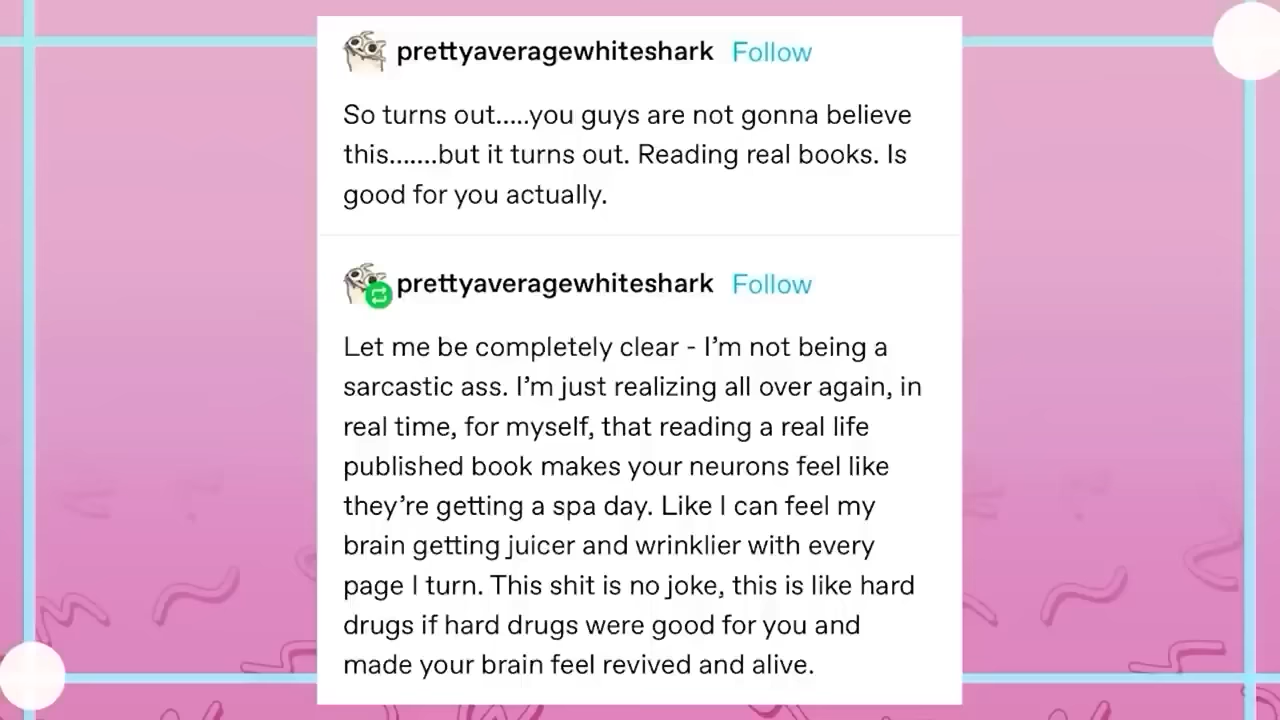 prettyaveragewhiteshark Follow
So turns out.....you guys are not gonna believe
this.......but it turns out. Reading real books. Is
good for you actually.
prettyaveragewhiteshark Follow
Let me be completely clear - I’m not being a
sarcastic ass. I’m just realizing all over again, in
real time, for myself, that reading a real life
published book makes your neurons feel like
they’re getting a spa day. Like I can feel my
brain getting juicer and wrinklier with every
page I turn. This shit is no joke, this is like hard
drugs if hard drugs were good for you and
made your brain feel revived and alive.